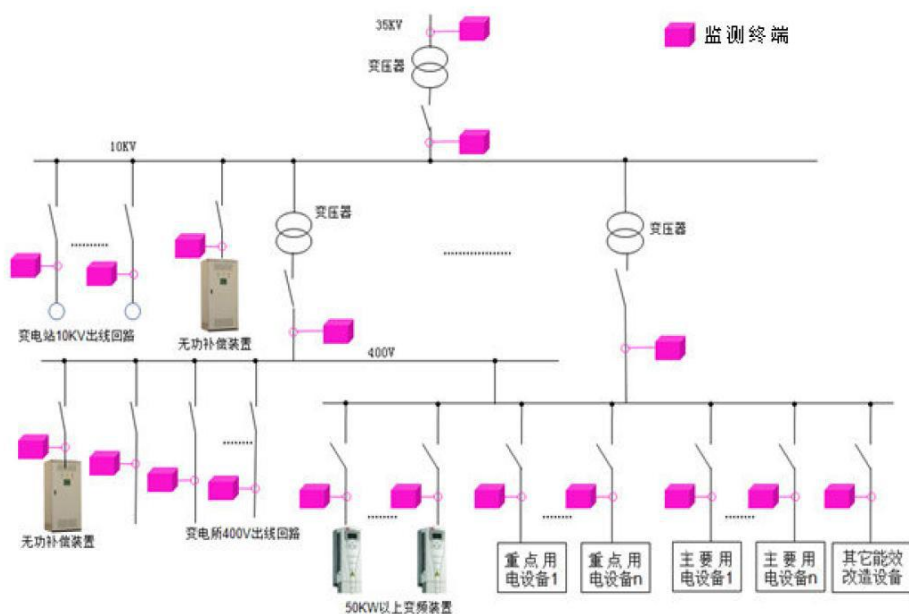 35KV
监测终端
变压器
10KV
变压器
变压器
变电站10KV出线回路
无功补偿装置
400V
无功补偿装置
变电所400V出线回路
50KW以上变频装置
重点用
电设备1
重点用
电设备n
主要用
电设备1
主要用
电设备n
其它能效
改造设备